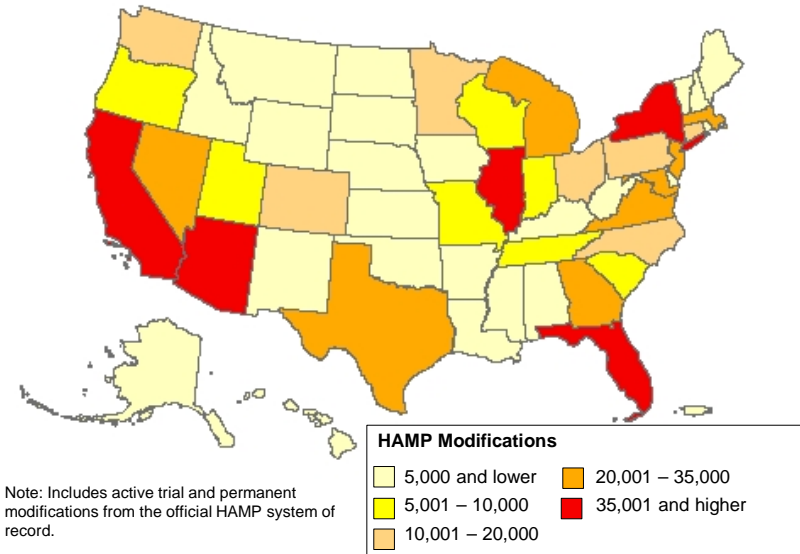 HAMP Modifications
5,000 and lower
5,001 – 10,000
10,001 – 20,000
20,001 – 35,000
35,001 and higher
Note: Includes active trial and permanent
modifications from the official HAMP system of
record.